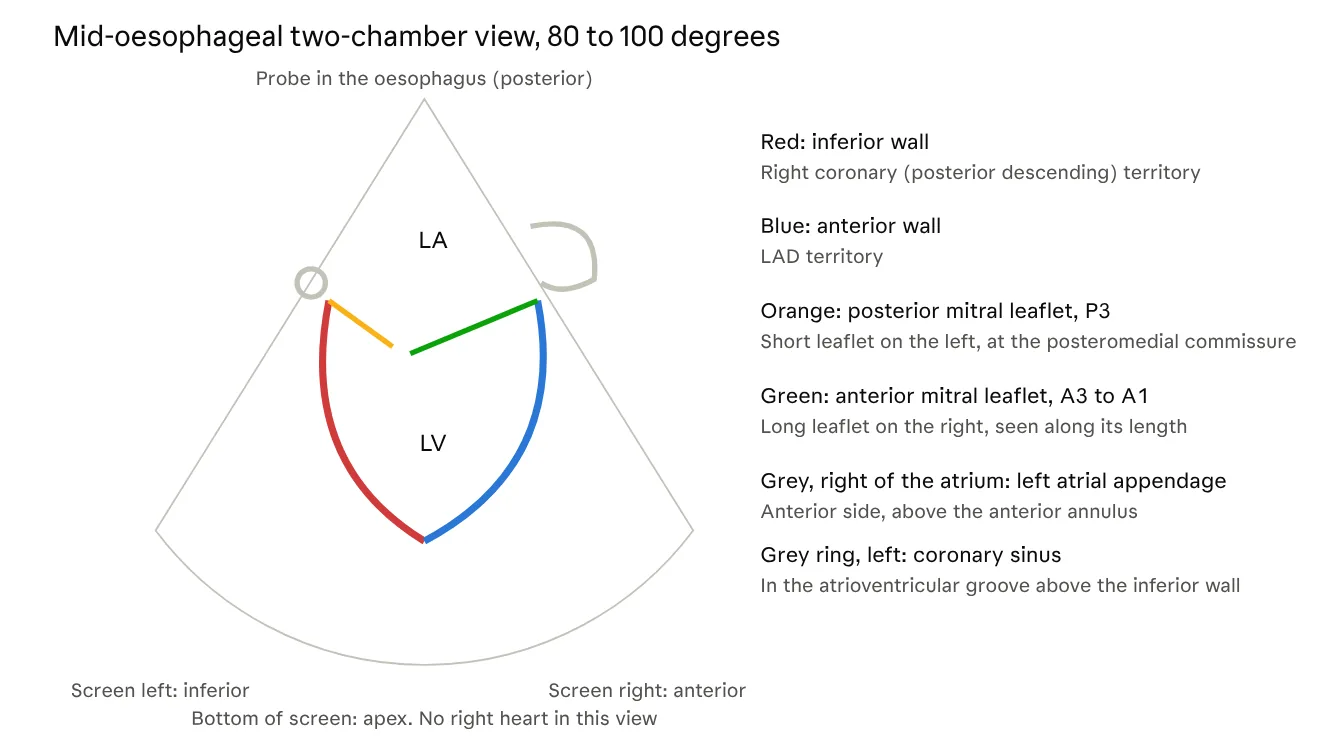 Mid-oesophageal two-chamber view, 80 to 100 degrees
Probe in the oesophagus (posterior)
LA
LV
Red: inferior wall
Right coronary (posterior descending) territory
Blue: anterior wall
LAD territory
Orange: posterior mitral leaflet, P3
Short leaflet on the left, at the posteromedial commissure
Green: anterior mitral leaflet, A3 to A1
Long leaflet on the right, seen along its length
Grey, right of the atrium: left atrial appendage
Anterior side, above the anterior annulus
Grey ring, left: coronary sinus
In the atrioventricular groove above the inferior wall
Screen left: inferior
Screen right: anterior
Bottom of screen: apex. No right heart in this view